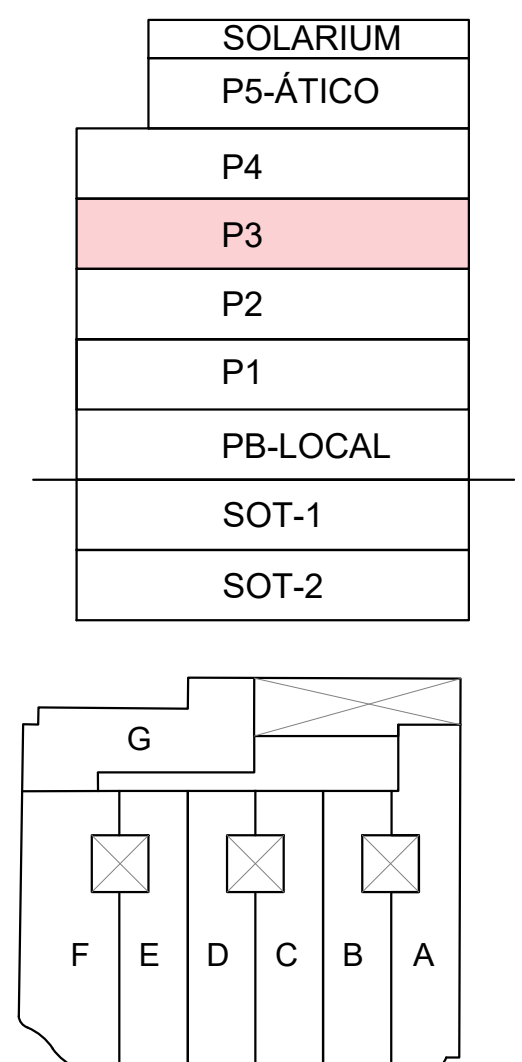 SOLARIUM
P5-ÁTICO
P4
P3
P2
P1
PB-LOCAL
SOT-1
SOT-2
G
F E D C B A